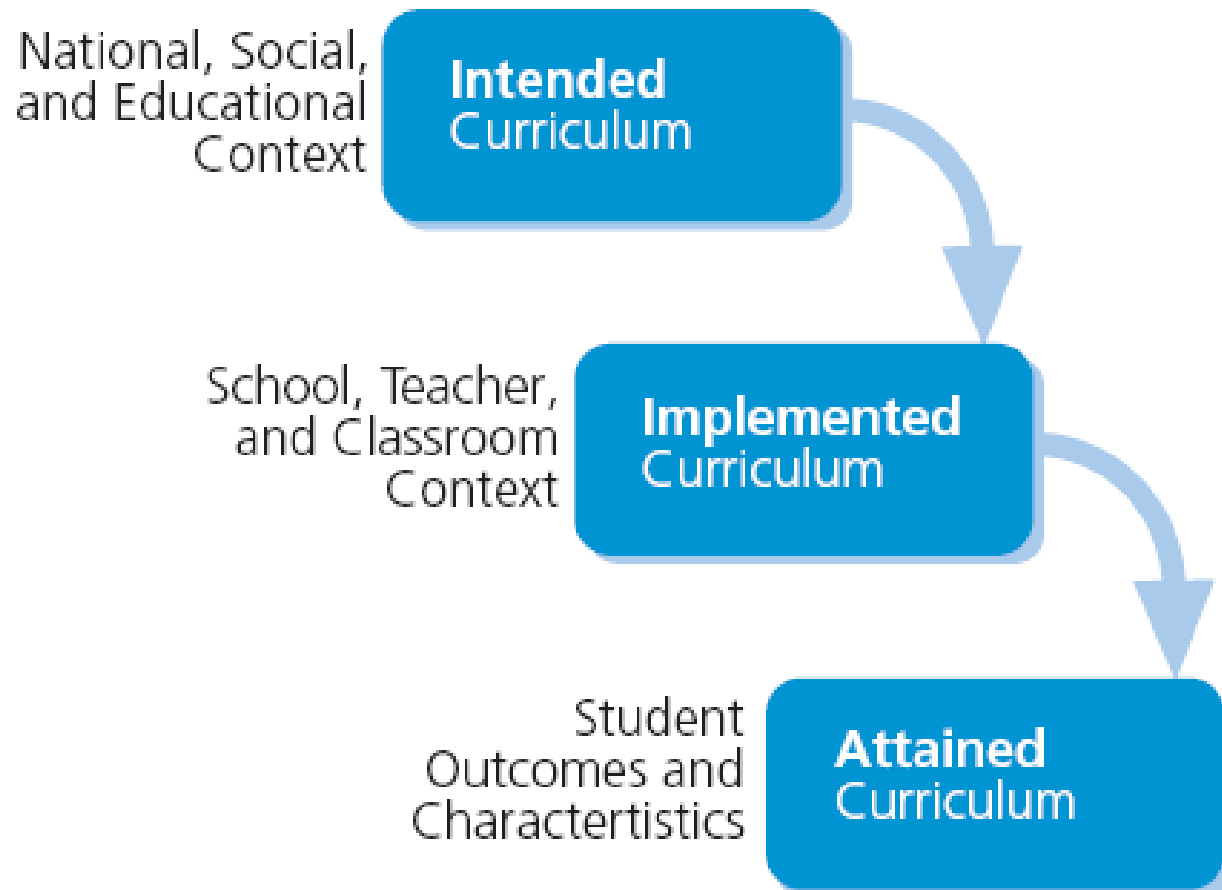 National, Social,
and Educational
Context
Intended
Curriculum
School, Teacher,
and Classroom
Context
Implemented
Curriculum
Student
Outcomes and
Charactertistics
Attained
Curriculum